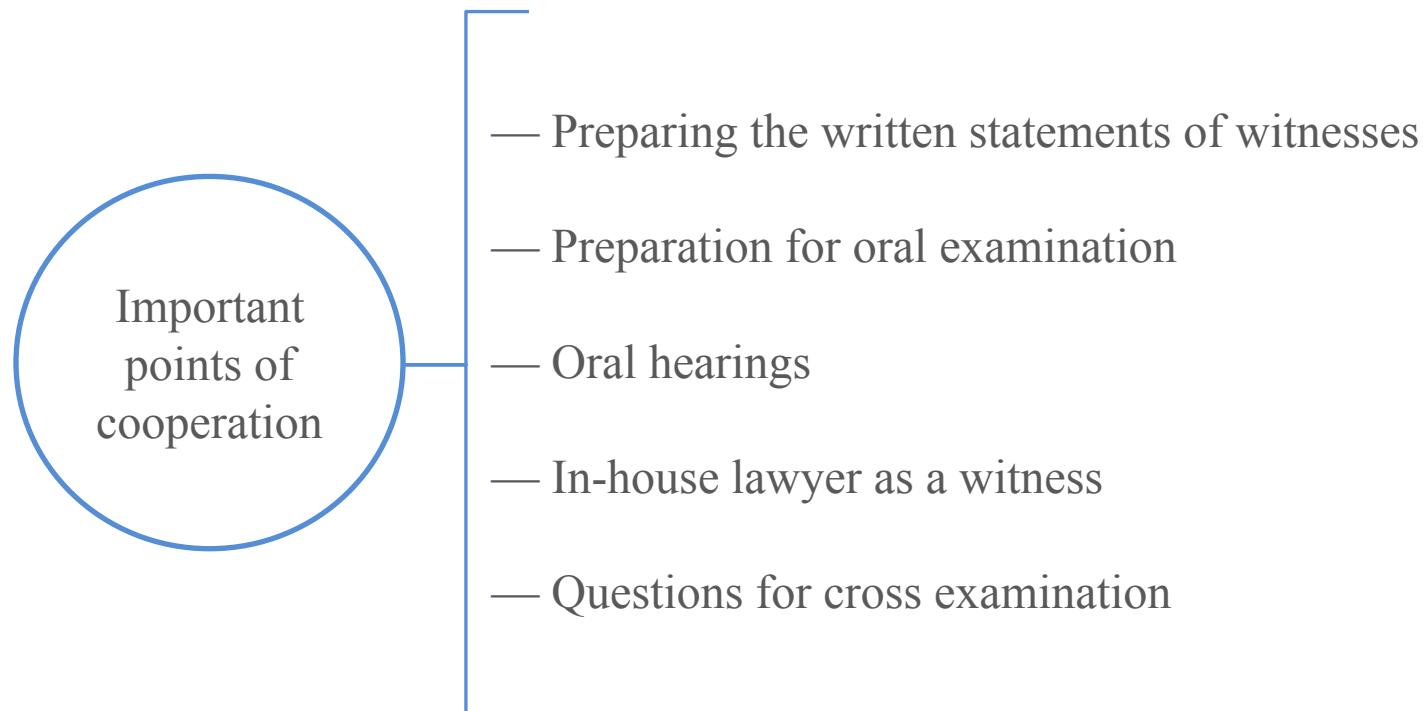 Important
points of
cooperation
— Preparing the written statements of witnesses
— Preparation for oral examination
— Oral hearings
— In-house lawyer as a witness
— Questions for cross examination